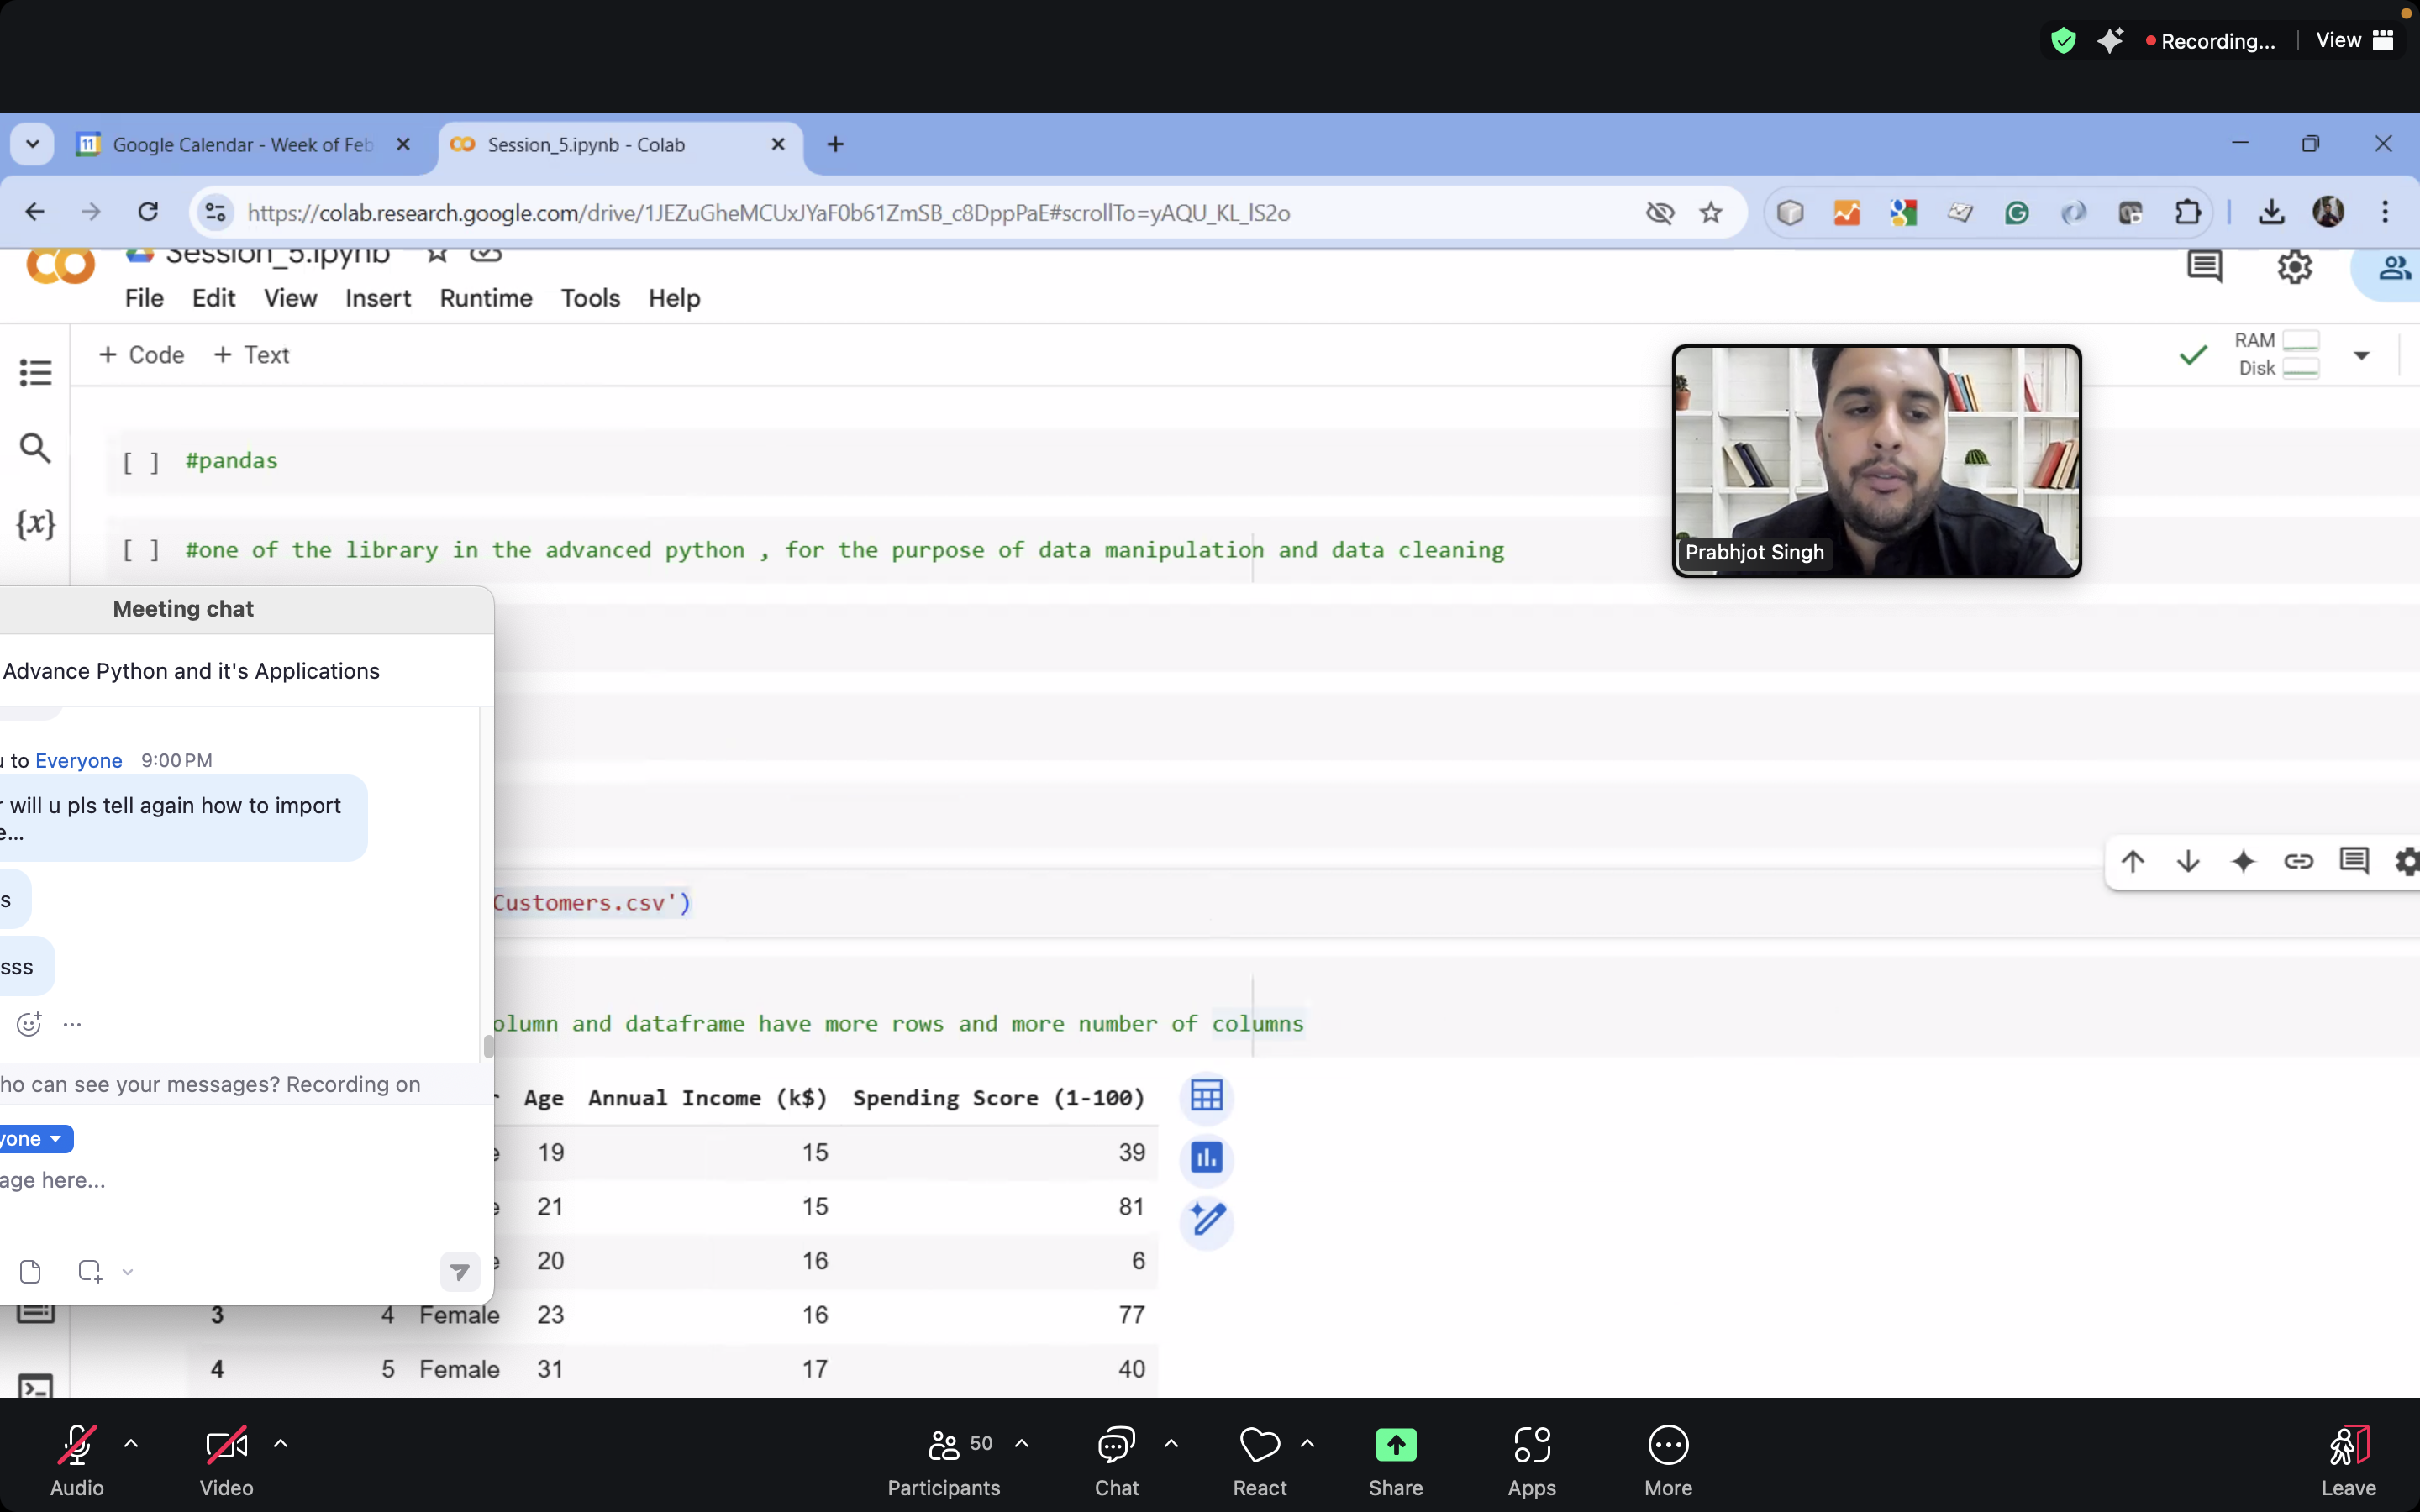 Recording...
View
11 Google Calendar - Week of Feb
Session_5.ipynb - Colab
https://colab.research.google.com/drive/1JEZuGheMCUxJYaF0b61ZmSB_c8DppPaE#scrollTo=yAQU_KL_lS2o
Session_5.ipynb
File Edit View Insert Runtime Tools Help
+ Code + Text
RAM
Disk
[ ] #pandas
{x}
[ ] #one of the library in the advanced python , for the purpose of data manipulation and data cleaning
Prabhjot Singh
Meeting chat
Advance Python and it's Applications
to Everyone 9:00 PM
will u pls tell again how to import
e...
s
sss
ho can see your messages? Recording on
yone
age here...
Customers.csv')
olumn and dataframe have more rows and more number of columns
Age Annual Income (k$) Spending Score (1-100)
19 15 39
21 15 81
20 16 6
3 4 Female 23 16 77
4 5 Female 31 17 40
Audio
Video
50
Participants
Chat
React
Share
Apps
More
Leave